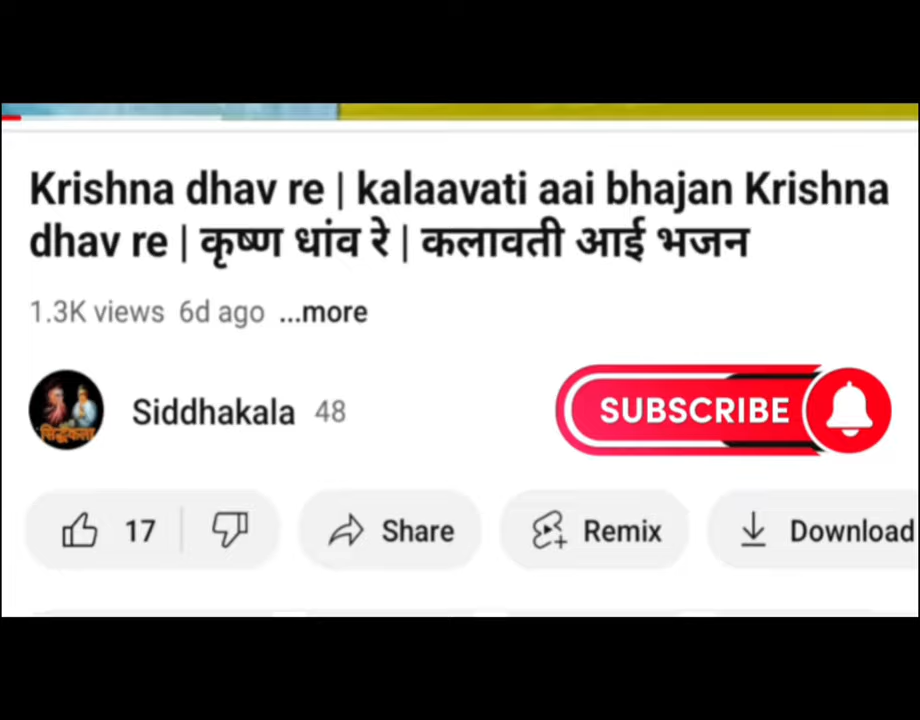 Krishna dhav re | kalaavati aai bhajan Krishna
dhav re | कृष्ण धांव रे | कलावती आई भजन
1.3K views 6d ago ...more
सिद्धकला
Siddhakala 48
SUBSCRIBE
17 Share Remix Download